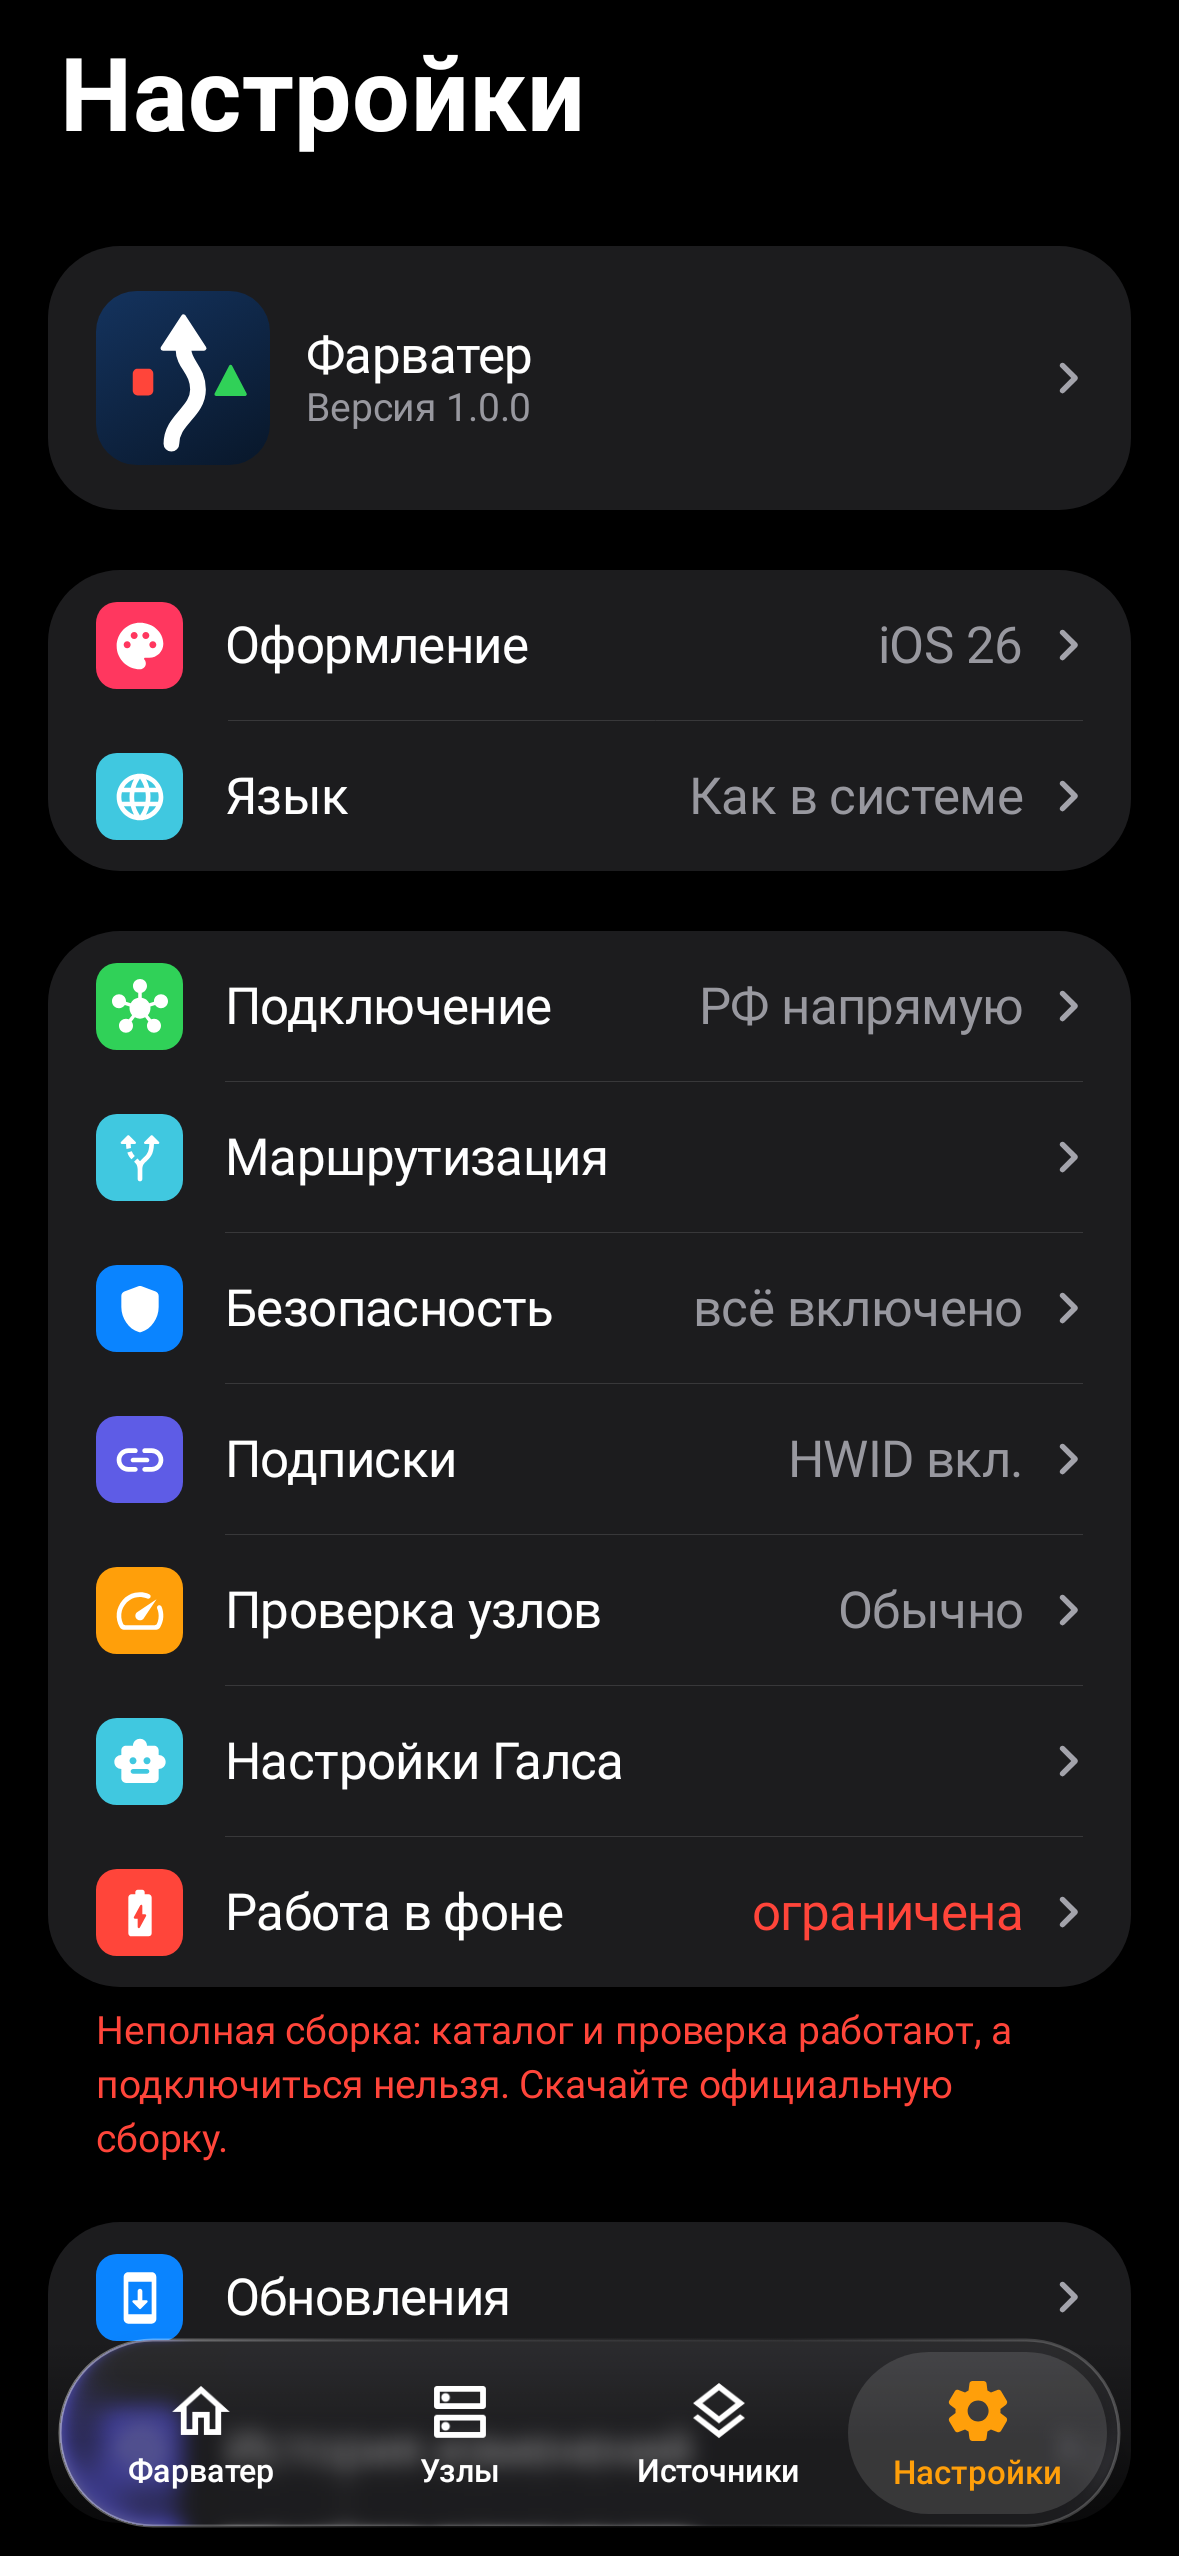 Настройки
Фарватер
Версия 1.0.0
Оформление iOS 26
Язык Как в системе
Подключение РФ напрямую
Маршрутизация
Безопасность всё включено
Подписки HWID вкл.
Проверка узлов Обычно
Настройки Галса
Работа в фоне ограничена
Неполная сборка: каталог и проверка работают, а
подключиться нельзя. Скачайте официальную
сборку.
Обновления
Фарватер Узлы Источники Настройки